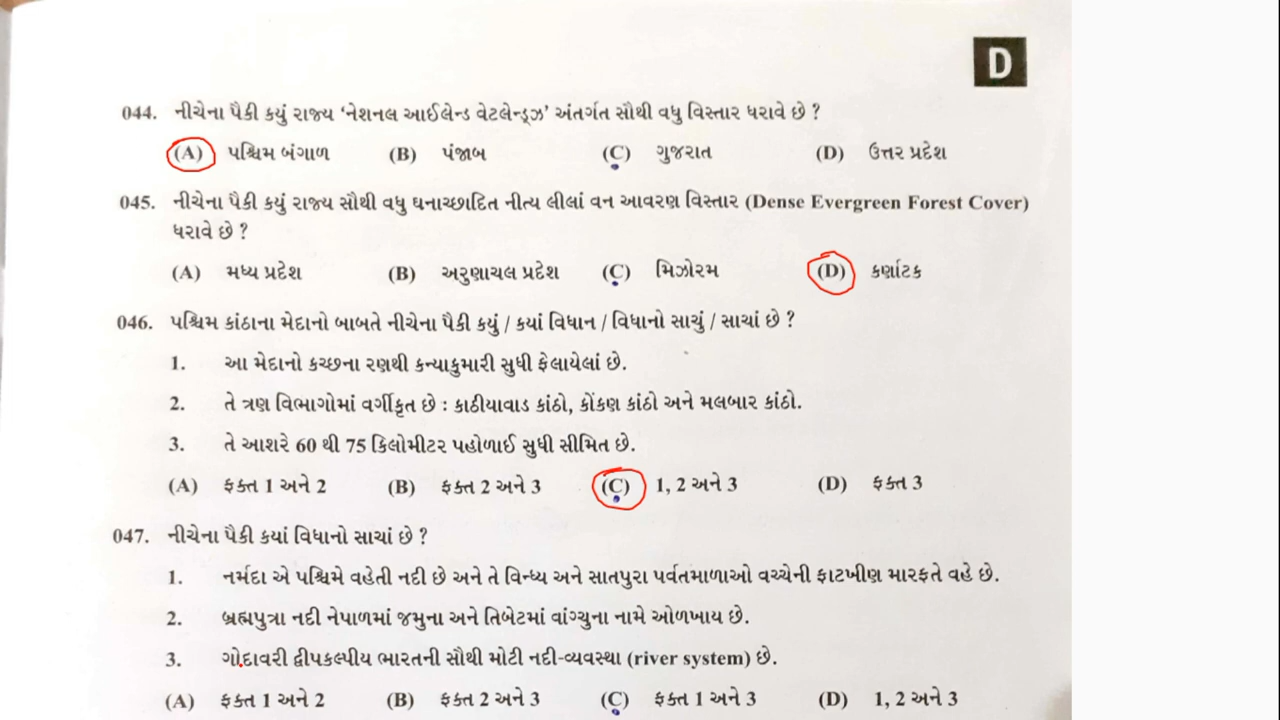 D
044. નીચેના પૈકી કયું રાજ્ય ‘નેશનલ આઈલેન્ડ વેટલેન્ડ્ઝ’ અંતર્ગત સૌથી વધુ વિસ્તાર ધરાવે છે ?
(A) પશ્ચિમ બંગાળ (B) પંજાબ (C) ગુજરાત (D) ઉત્તર પ્રદેશ
045. નીચેના પૈકી કયું રાજ્ય સૌથી વધુ ઘનાચ્છાદિત નીત્ય લીલાં વન આવરણ વિસ્તાર (Dense Evergreen Forest Cover)
ધરાવે છે ?
(A) મધ્ય પ્રદેશ (B) અરુણાચલ પ્રદેશ (C) મિઝોરમ (D) કર્ણાટક
046. પશ્ચિમ કાંઠાના મેદાનો બાબતે નીચેના પૈકી કયું / કયાં વિધાન / વિધાનો સાચું / સાચાં છે ?
1. આ મેદાનો કચ્છના રણથી કન્યાકુમારી સુધી ફેલાયેલાં છે.
2. તે ત્રણ વિભાગોમાં વર્ગીકૃત છે : કાઠીયાવાડ કાંઠો, કોંકણ કાંઠો અને મલબાર કાંઠો.
3. તે આશરે 60 થી 75 કિલોમીટર પહોળાઈ સુધી સીમિત છે.
(A) ફક્ત 1 અને 2 (B) ફક્ત 2 અને 3 (C) 1, 2 અને 3 (D) ફક્ત 3
047. નીચેના પૈકી કયાં વિધાનો સાચાં છે ?
1. નર્મદા એ પશ્ચિમે વહેતી નદી છે અને તે વિન્ધ્ય અને સાતપુરા પર્વતમાળાઓ વચ્ચેની ફાટખીણ મારફતે વહે છે.
2. બ્રહ્મપુત્રા નદી નેપાળમાં જમુના અને તિબેટમાં વાંગ્ચુના નામે ઓળખાય છે.
3. ગોદાવરી દ્વીપકલ્પીય ભારતની સૌથી મોટી નદી-વ્યવસ્થા (river system) છે.
(A) ફક્ત 1 અને 2 (B) ફક્ત 2 અને 3 (C) ફક્ત 1 અને 3 (D) 1, 2 અને 3